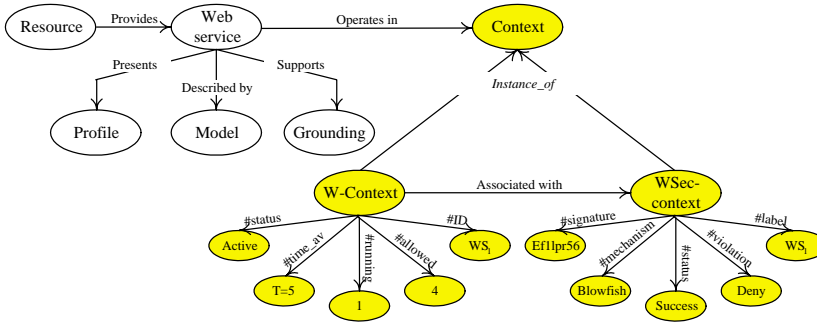 Resource
Provides
Web
service
Operates in
Context
Presents
Described by
Supports
Instance_of
Profile
Model
Grounding
W-Context
Associated with
WSec-
context
#status
#time_av
#running
#allowed
#ID
#signature
#mechanism
#status
#violation
#label
Active
T=5
1
4
WS1
Ef1lpr56
Blowfish
Success
Deny
WS1